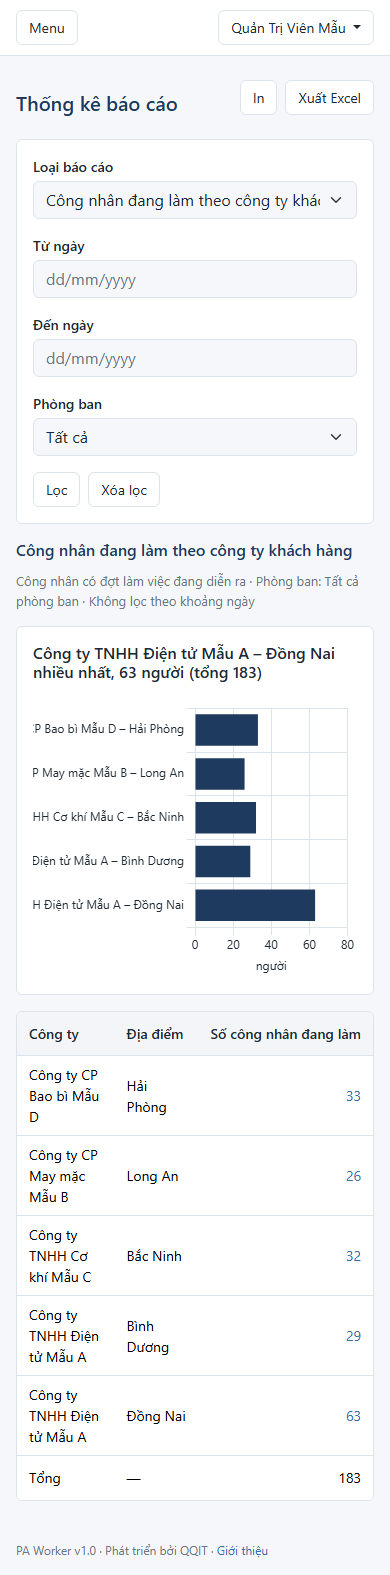 Menu
Quản Trị Viên Mẫu
Thống kê báo cáo
In
Xuất Excel
Loại báo cáo
Công nhân đang làm theo công ty khác
Từ ngày
dd/mm/yyyy
Đến ngày
dd/mm/yyyy
Phòng ban
Tất cả
Lọc
Xóa lọc
Công nhân đang làm theo công ty khách hàng
Công nhân có đợt làm việc đang diễn ra · Phòng ban: Tất cả
phòng ban · Không lọc theo khoảng ngày
Công ty TNHH Điện tử Mẫu A – Đồng Nai
nhiều nhất, 63 người (tổng 183)
CP Bao bì Mẫu D – Hải Phòng
P May mặc Mẫu B – Long An
HH Cơ khí Mẫu C – Bắc Ninh
Điện tử Mẫu A – Bình Dương
H Điện tử Mẫu A – Đồng Nai
0 20 40 60 80
người
Công ty Địa điểm Số công nhân đang làm
Công ty CP
Bao bì Mẫu
D
Hải
Phòng
33
Công ty CP
May mặc
Mẫu B
Long An
26
Công ty
TNHH Cơ
khí Mẫu C
Bắc Ninh
32
Công ty
TNHH Điện
tử Mẫu A
Bình
Dương
29
Công ty
TNHH Điện
tử Mẫu A
Đồng Nai
63
Tổng — 183
PA Worker v1.0 · Phát triển bởi QQIT · Giới thiệu